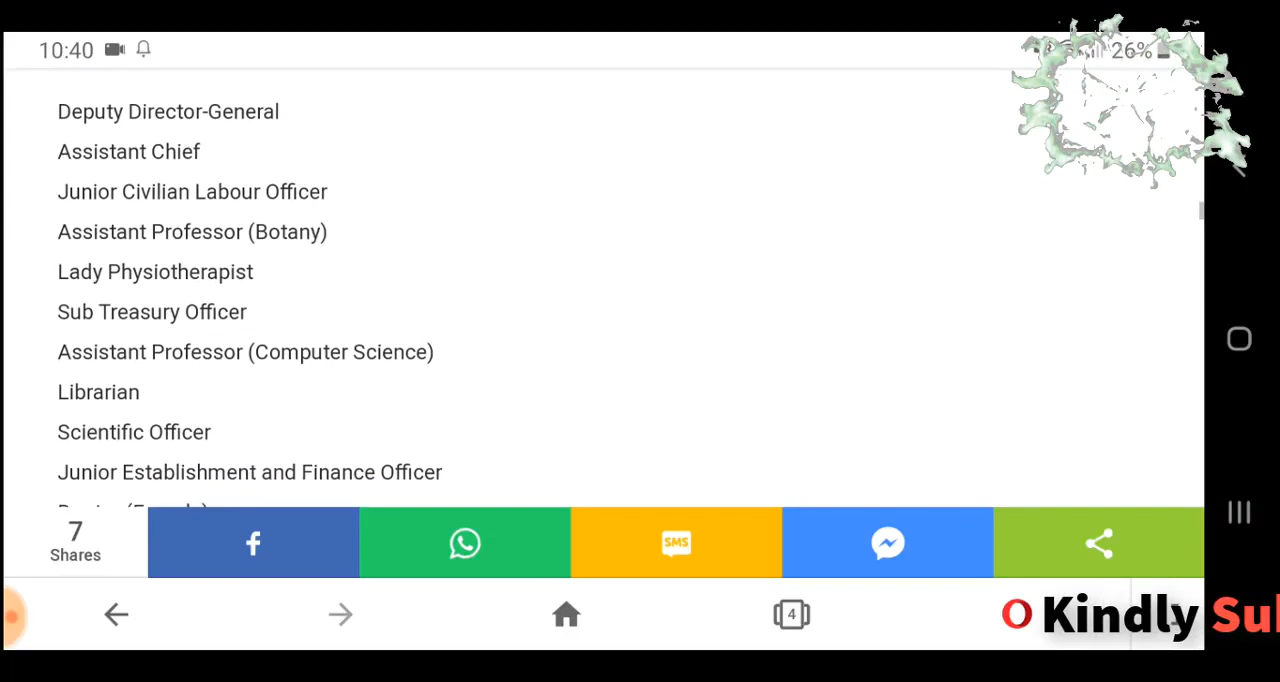 10:40
26%
Deputy Director-General
Assistant Chief
Junior Civilian Labour Officer
Assistant Professor (Botany)
Lady Physiotherapist
Sub Treasury Officer
Assistant Professor (Computer Science)
Librarian
Scientific Officer
Junior Establishment and Finance Officer
7
Shares
SMS
4
Kindly Su